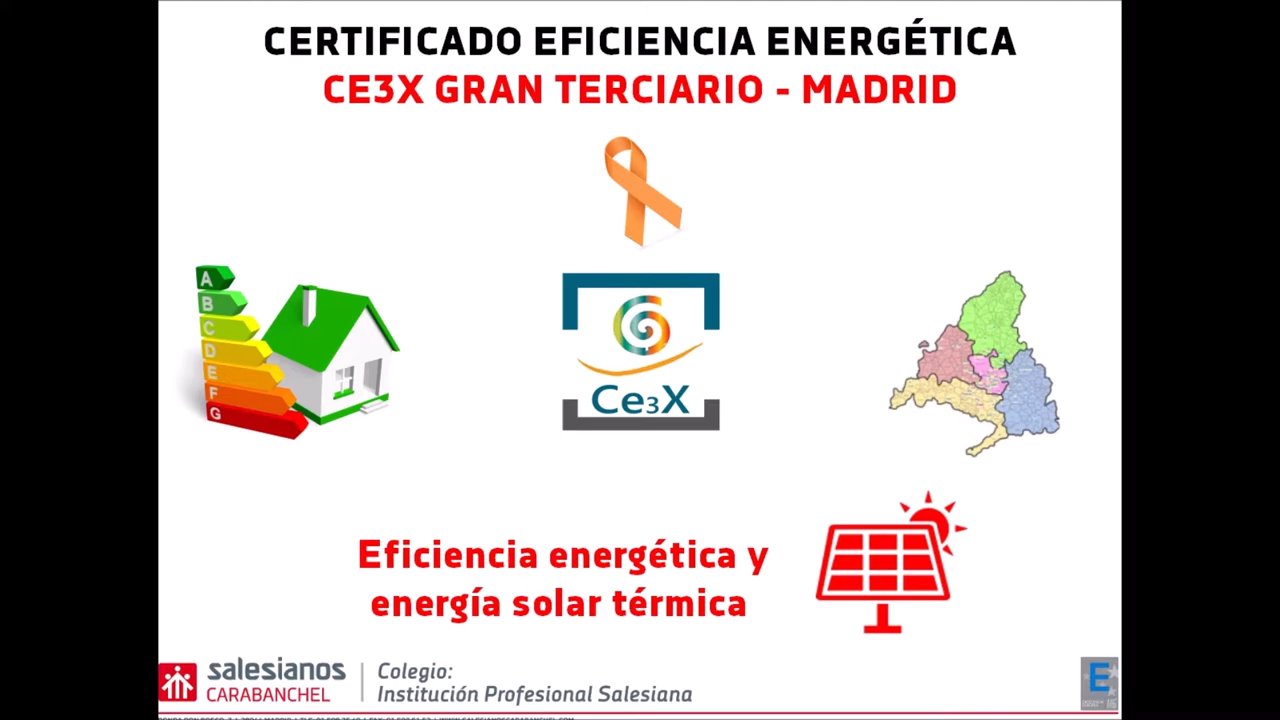 CERTIFICADO EFICIENCIA ENERGÉTICA
CE3X GRAN TERCIARIO - MADRID
A
B
C
D
E
F
G
Ce3X
Eficiencia energética y
energía solar térmica
salesianos
CARABANCHEL
Colegio:
Institución Profesional Salesiana
E